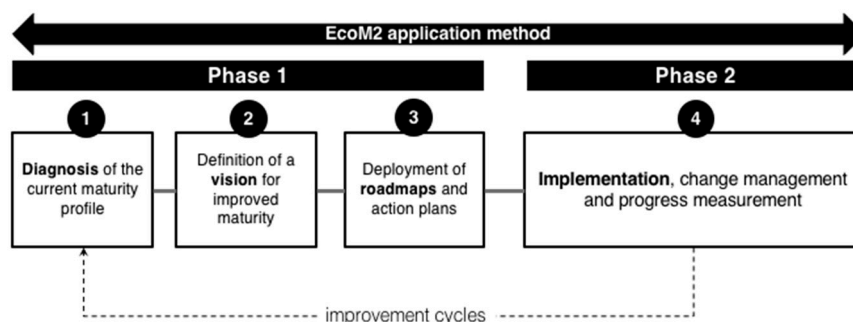 EcoM2 application method
Phase 1
Phase 2
1
2
3
4
Diagnosis of the
current maturity
profile
Definition of a
vision for
improved
maturity
Deployment of
roadmaps and
action plans
Implementation, change management
and progress measurement
improvement cycles